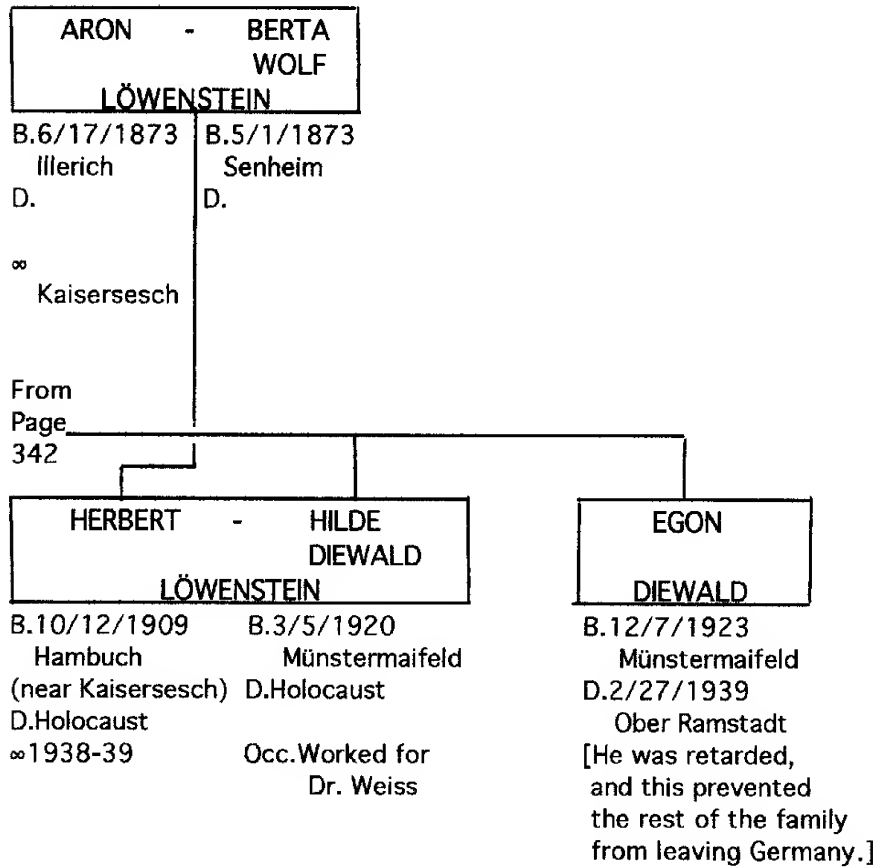 ARON - BERTA
WOLF
LÖWENSTEIN
B.6/17/1873 B.5/1/1873
Illerich Senheim
D. D.
∞
Kaisersesch
From
Page
342
HERBERT - HILDE
DIEWALD
LÖWENSTEIN
B.10/12/1909 B.3/5/1920
Hambuch Münstermaifeld
(near Kaisersesch) D.Holocaust
D.Holocaust
∞1938-39 Occ.Worked for
Dr. Weiss
EGON
DIEWALD
B.12/7/1923
Münstermaifeld
D.2/27/1939
Ober Ramstadt
[He was retarded,
and this prevented
the rest of the family
from leaving Germany.]